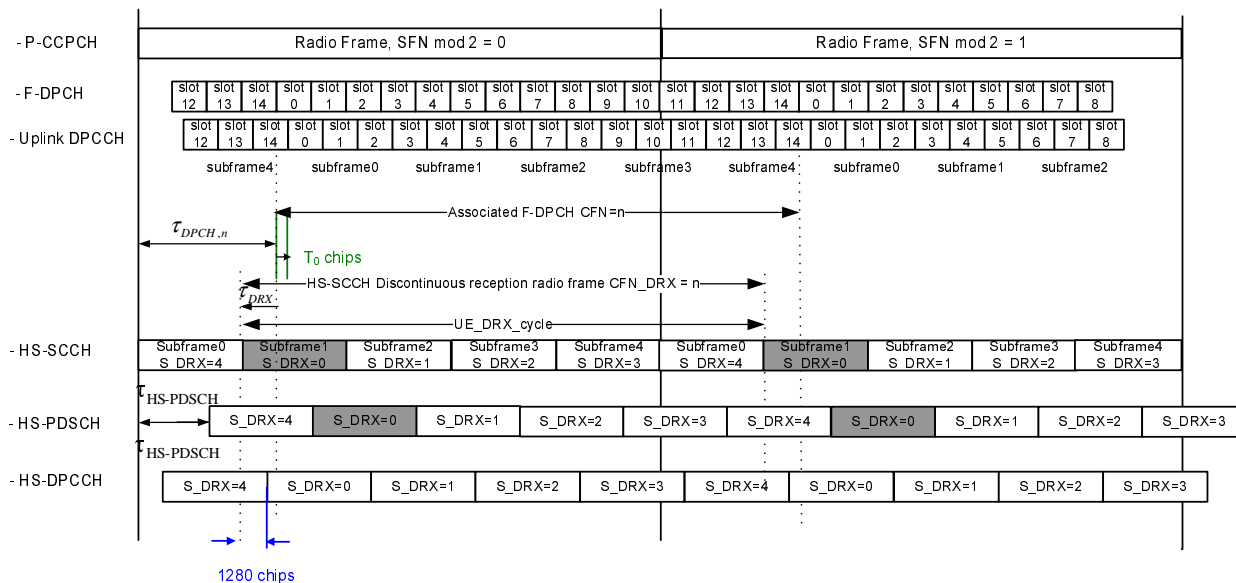 - P-CCPCH
Radio Frame, SFN mod 2 = 0
Radio Frame, SFN mod 2 = 1
- F-DPCH
slot 12 slot 13 slot 14 slot 0 slot 1 slot 2 slot 3 slot 4 slot 5 slot 6 slot 7 slot 8 slot 9 slot 10 slot 11 slot 12 slot 13 slot 14 slot 0 slot 1 slot 2 slot 3 slot 4 slot 5 slot 6 slot 7 slot 8
- Uplink DPCCH
slot 12 slot 13 slot 14 slot 0 slot 1 slot 2 slot 3 slot 4 slot 5 slot 6 slot 7 slot 8 slot 9 slot 10 slot 11 slot 12 slot 13 slot 14 slot 0 slot 1 slot 2 slot 3 slot 4 slot 5 slot 6 slot 7 slot 8
subframe4 subframe0 subframe1 subframe2 subframe3 subframe4 subframe0 subframe1 subframe2
Associated F-DPCH CFN=n
τDPCH,n
T0 chips
HS-SCCH Discontinuous reception radio frame CFN_DRX = n
τDRX
UE_DRX_cycle
- HS-SCCH
Subframe0 Subframe1 Subframe2 Subframe3 Subframe4 Subframe0 Subframe1 Subframe2 Subframe3 Subframe4
S_DRX=4 S_DRX=0 S_DRX=1 S_DRX=2 S_DRX=3 S_DRX=4 S_DRX=0 S_DRX=1 S_DRX=2 S_DRX=3
τHS-PDSCH
- HS-PDSCH
S_DRX=4 S_DRX=0 S_DRX=1 S_DRX=2 S_DRX=3 S_DRX=4 S_DRX=0 S_DRX=1 S_DRX=2 S_DRX=3
τHS-PDSCH
- HS-DPCCH
S_DRX=4 S_DRX=0 S_DRX=1 S_DRX=2 S_DRX=3 S_DRX=4 S_DRX=0 S_DRX=1 S_DRX=2 S_DRX=3
1280 chips